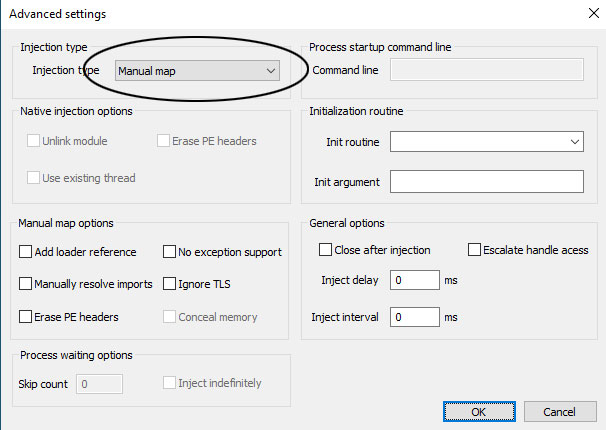 Advanced settings
Injection type
Injection type Manual map
Process startup command line
Command line
Native injection options
Unlink module Erase PE headers
Use existing thread
Initialization routine
Init routine
Init argument
Manual map options
Add loader reference No exception support
Manually resolve imports Ignore TLS
Erase PE headers Conceal memory
General options
Close after injection Escalate handle acess
Inject delay 0 ms
Inject interval 0 ms
Process waiting options
Skip count 0 Inject indefinitely
OK Cancel